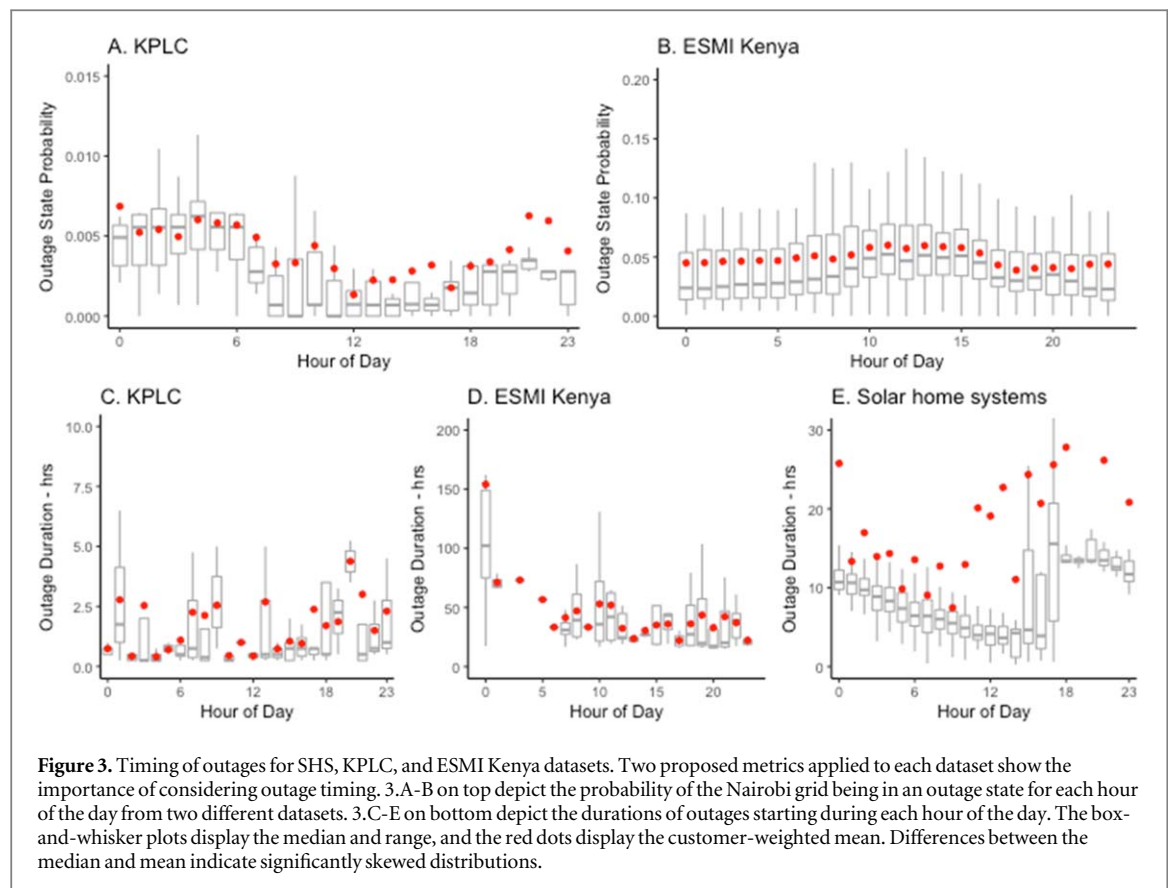 A. KPLC
0.015
0.010
0.005
0.000
Outage State Probability
0 6 12 18 23
Hour of Day
B. ESMI Kenya
0.20
0.15
0.10
0.05
0.00
Outage State Probability
0 5 10 15 20
Hour of Day
C. KPLC
10.0
7.5
5.0
2.5
0.0
Outage Duration - hrs
0 6 12 18 23
Hour of Day
D. ESMI Kenya
200
150
100
50
0
Outage Duration - hrs
0 5 10 15 20
Hour of Day
E. Solar home systems
30
20
10
0
Outage Duration - hrs
0 6 12 18 23
Hour of Day
Figure 3. Timing of outages for SHS, KPLC, and ESMI Kenya datasets. Two proposed metrics applied to each dataset show the
importance of considering outage timing. 3.A-B on top depict the probability of the Nairobi grid being in an outage state for each hour
of the day from two different datasets. 3.C-E on bottom depict the durations of outages starting during each hour of the day. The box-
and-whisker plots display the median and range, and the red dots display the customer-weighted mean. Differences between the
median and mean indicate significantly skewed distributions.